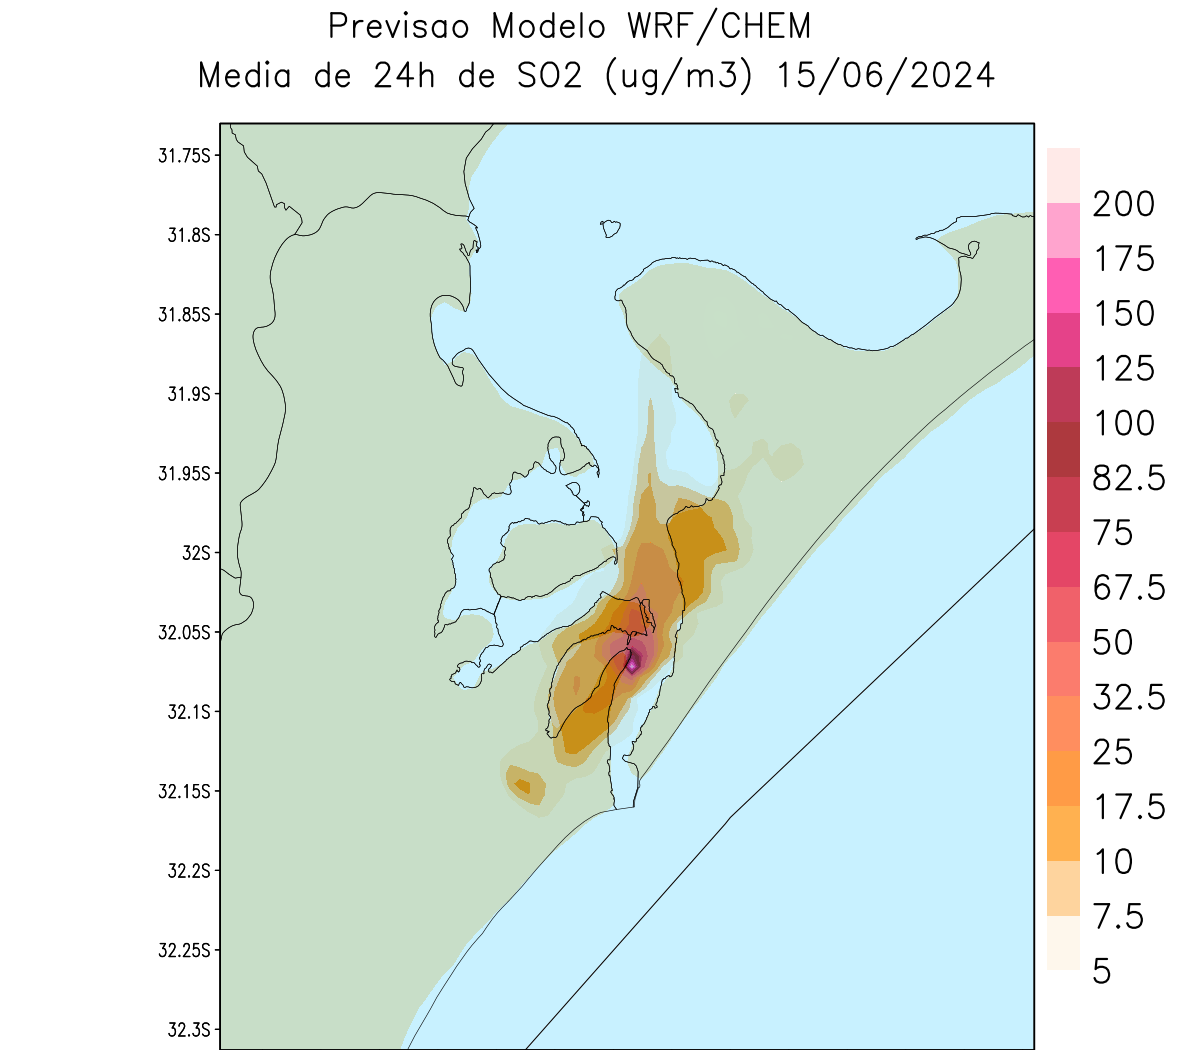 Previsao Modelo WRF/CHEM
Media de 24h de SO2 (ug/m3) 15/06/2024
31.75S
31.8S
31.85S
31.9S
31.95S
32S
32.05S
32.1S
32.15S
32.2S
32.25S
32.3S
200
175
150
125
100
82.5
75
67.5
50
32.5
25
17.5
10
7.5
5